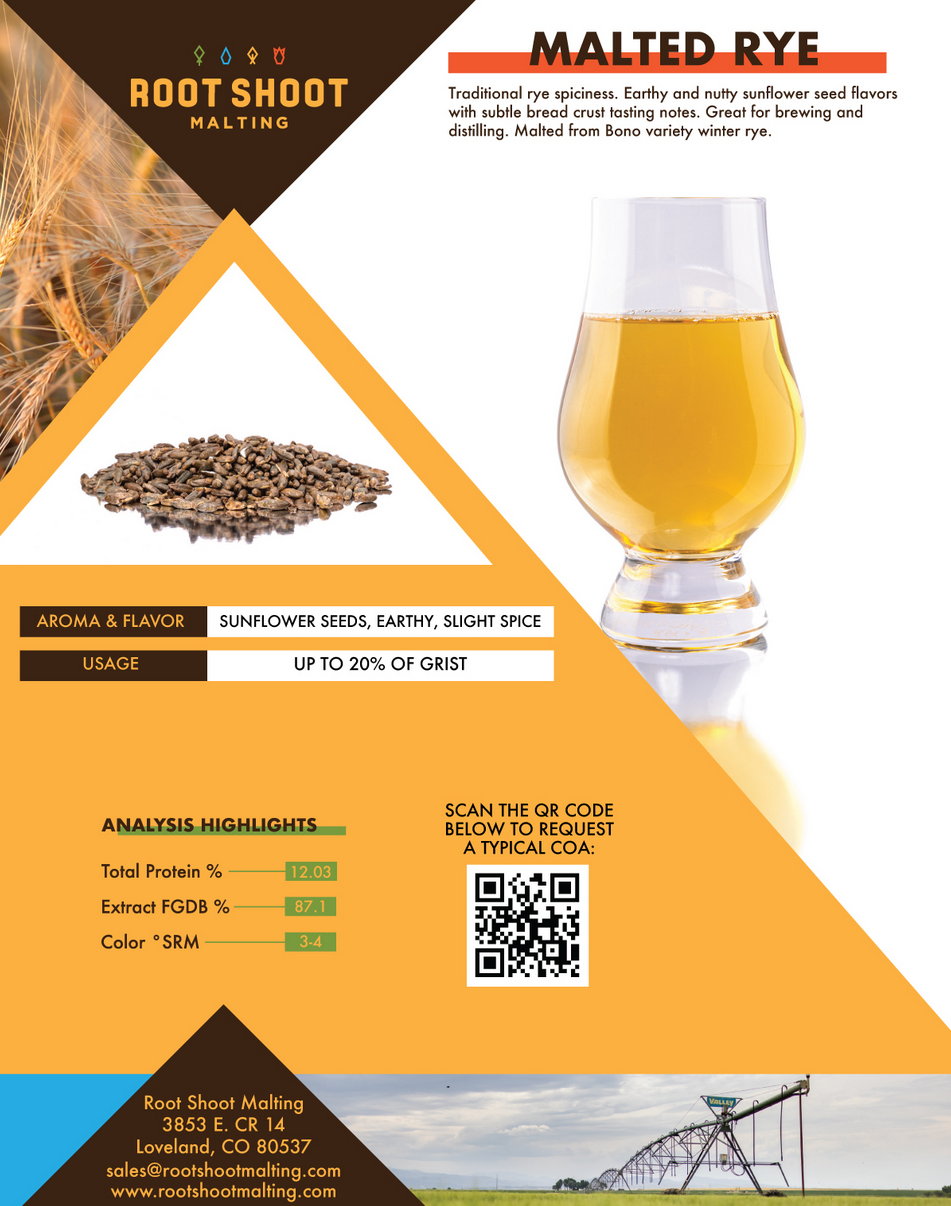 ROOT SHOOT
MALTING
MALTED RYE
Traditional rye spiciness. Earthy and nutty sunflower seed flavors
with subtle bread crust tasting notes. Great for brewing and
distilling. Malted from Bono variety winter rye.
AROMA & FLAVOR SUNFLOWER SEEDS, EARTHY, SLIGHT SPICE
USAGE UP TO 20% OF GRIST
ANALYSIS HIGHLIGHTS
Total Protein % 12.03
Extract FGDB % 87.1
Color °SRM 3-4
SCAN THE QR CODE
BELOW TO REQUEST
A TYPICAL COA:
VALLEY
Root Shoot Malting
3853 E. CR 14
Loveland, CO 80537
sales@rootshootmalting.com
www.rootshootmalting.com